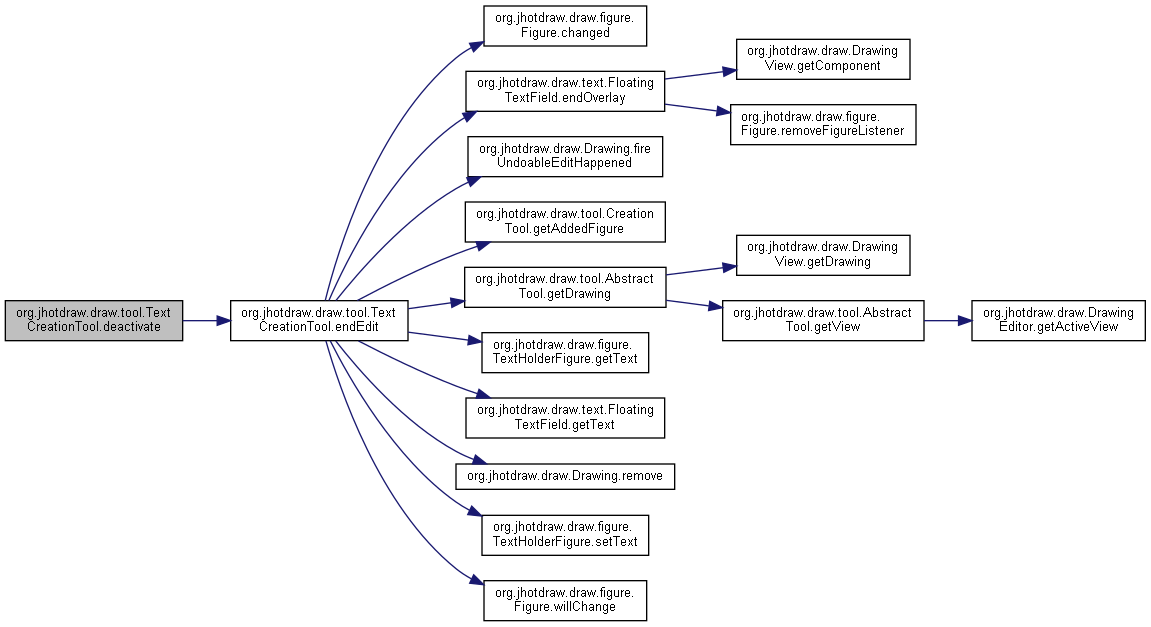 org.jhotdraw.draw.figure.
Figure.changed
org.jhotdraw.draw.Drawing
View.getComponent
org.jhotdraw.draw.text.Floating
TextField.endOverlay
org.jhotdraw.draw.figure.
Figure.removeFigureListener
org.jhotdraw.draw.Drawing.fire
UndoableEditHappened
org.jhotdraw.draw.tool.Creation
Tool.getAddedFigure
org.jhotdraw.draw.Drawing
View.getDrawing
org.jhotdraw.draw.tool.Abstract
Tool.getDrawing
org.jhotdraw.draw.tool.Text
CreationTool.deactivate
org.jhotdraw.draw.tool.Text
CreationTool.endEdit
org.jhotdraw.draw.tool.Abstract
Tool.getView
org.jhotdraw.draw.Drawing
Editor.getActiveView
org.jhotdraw.draw.figure.
TextHolderFigure.getText
org.jhotdraw.draw.text.Floating
TextField.getText
org.jhotdraw.draw.Drawing.remove
org.jhotdraw.draw.figure.
TextHolderFigure.setText
org.jhotdraw.draw.figure.
Figure.willChange